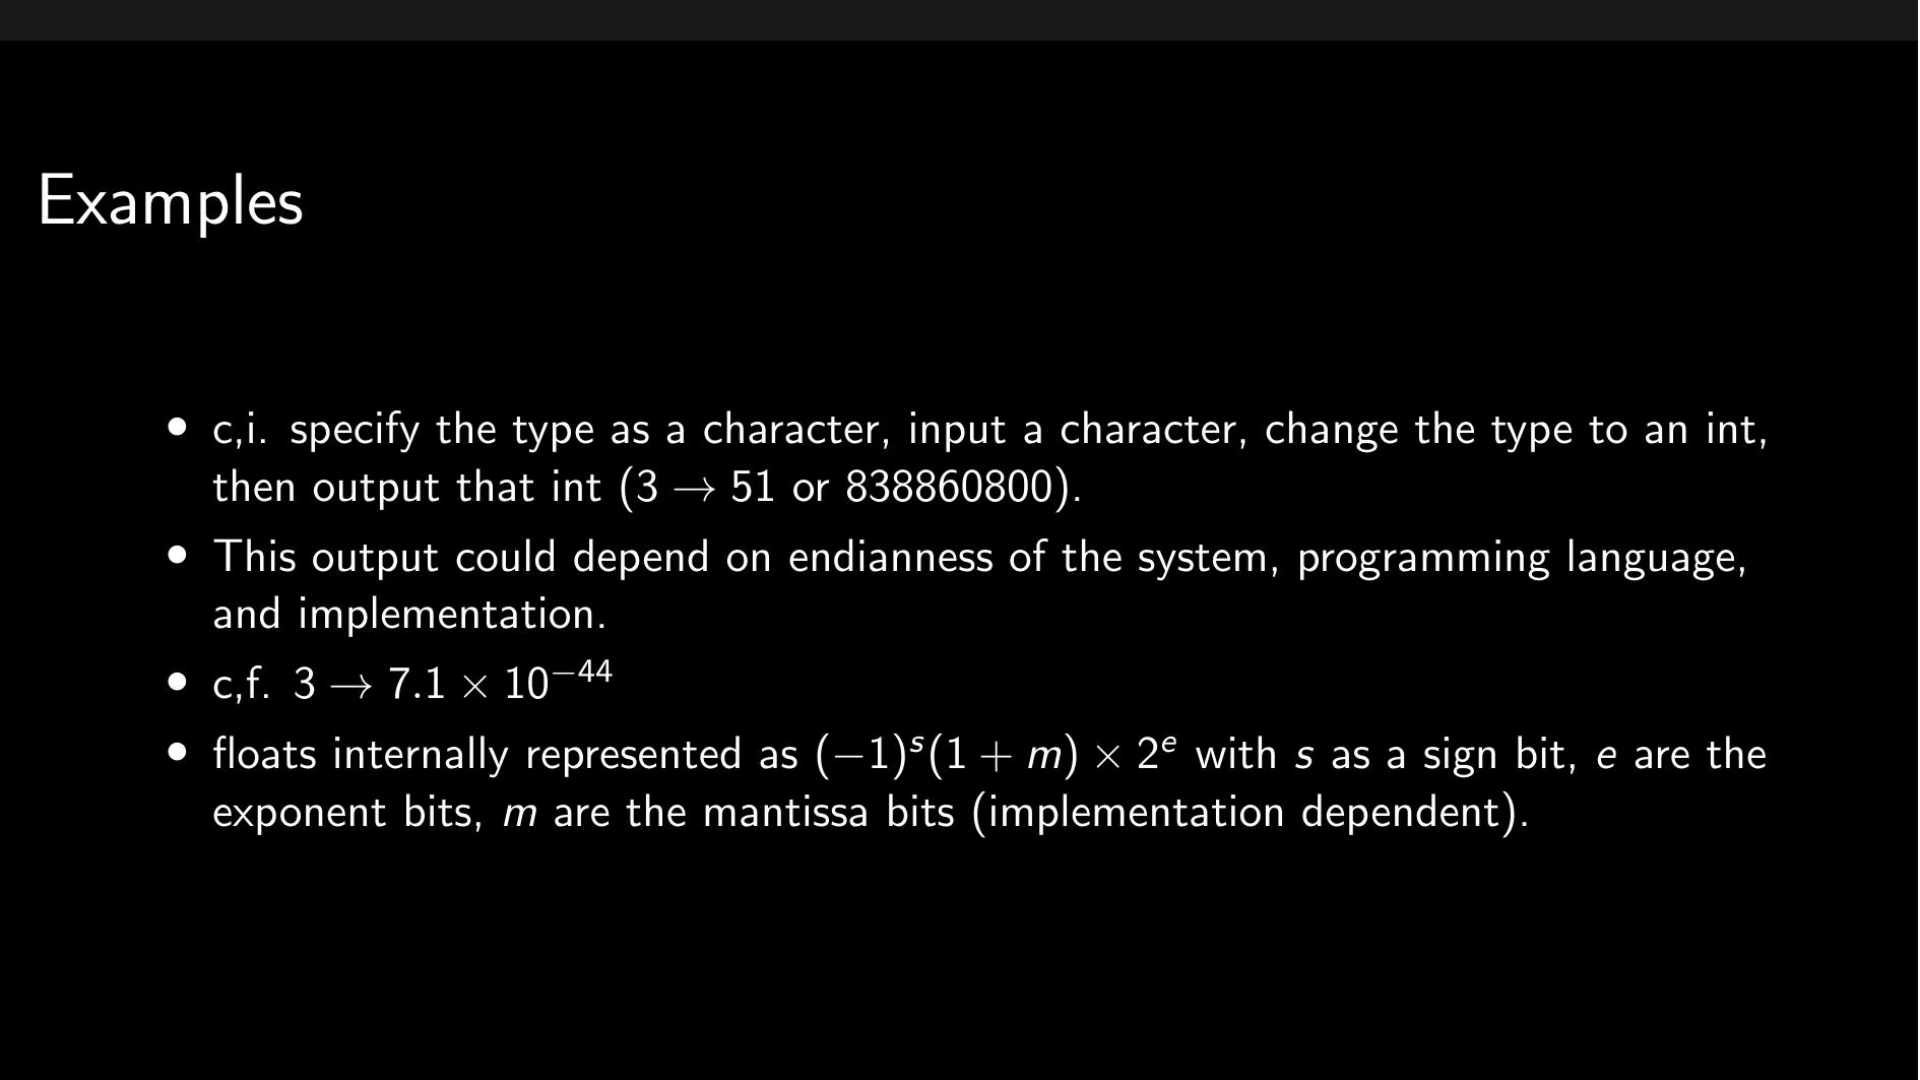 Examples
• c,i. specify the type as a character, input a character, change the type to an int,
then output that int (3 → 51 or 838860800).
• This output could depend on endianness of the system, programming language,
and implementation.
• c,f. 3 → 7.1 × 10⁻⁴⁴
• floats internally represented as (−1)ˢ(1 + m) × 2ᵉ with s as a sign bit, e are the
exponent bits, m are the mantissa bits (implementation dependent).